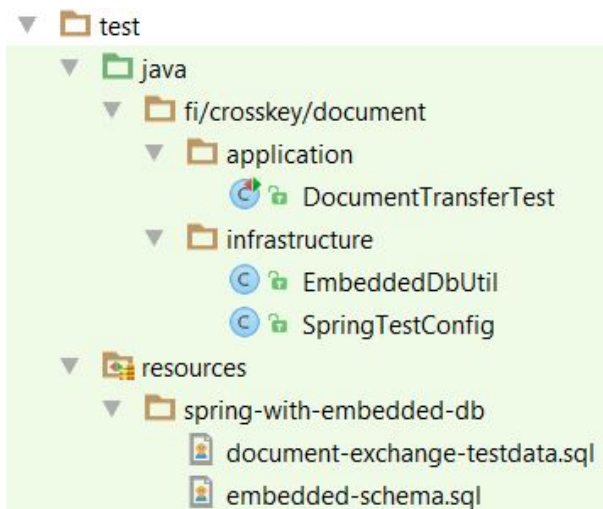 test
java
fi/crosskey/document
application
DocumentTransferTest
infrastructure
EmbeddedDbUtil
SpringTestConfig
resources
spring-with-embedded-db
document-exchange-testdata.sql
embedded-schema.sql